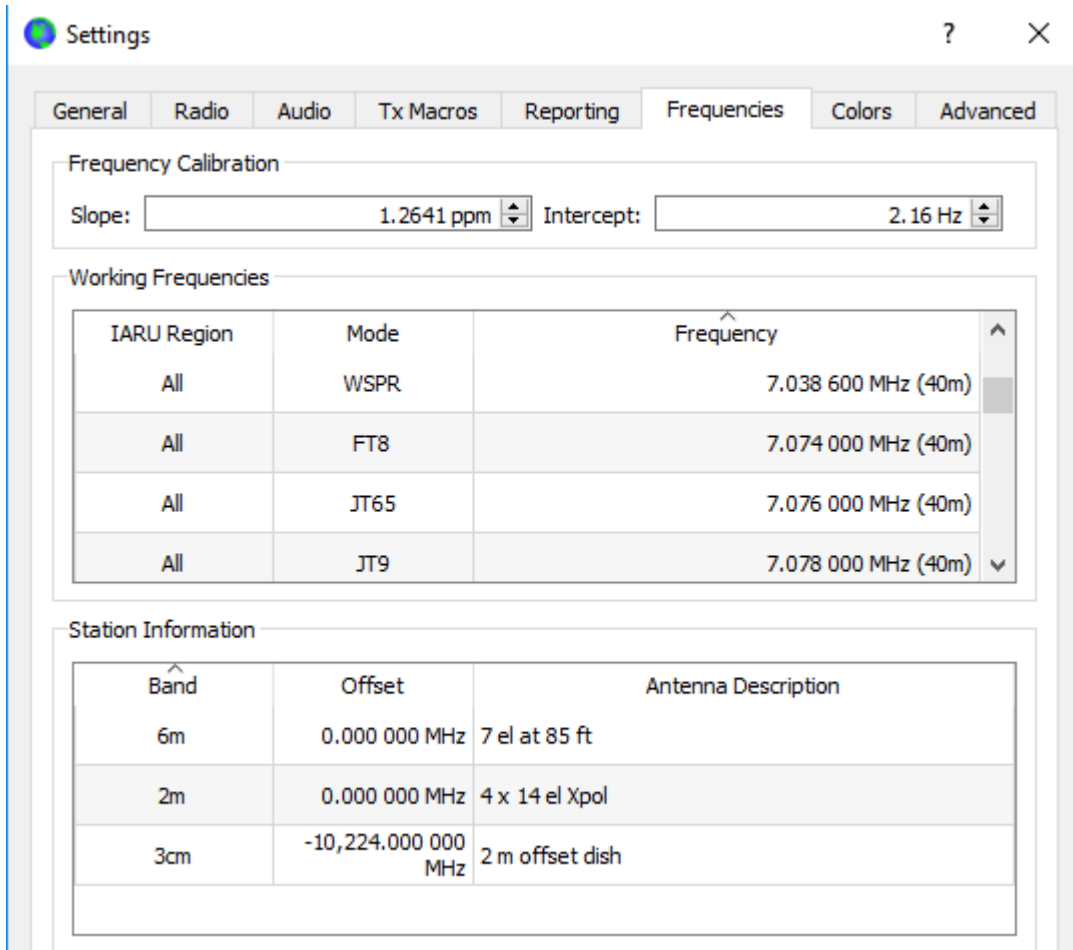 Settings ?
General Radio Audio Tx Macros Reporting Frequencies Colors Advanced
Frequency Calibration
Slope: 1.2641 ppm Intercept: 2.16 Hz
Working Frequencies
IARU Region Mode Frequency
All WSPR 7.038 600 MHz (40m)
All FT8 7.074 000 MHz (40m)
All JT65 7.076 000 MHz (40m)
All JT9 7.078 000 MHz (40m)
Station Information
Band Offset Antenna Description
6m 0.000 000 MHz 7 el at 85 ft
2m 0.000 000 MHz 4 x 14 el Xpol
3cm -10,224.000 000 MHz 2 m offset dish